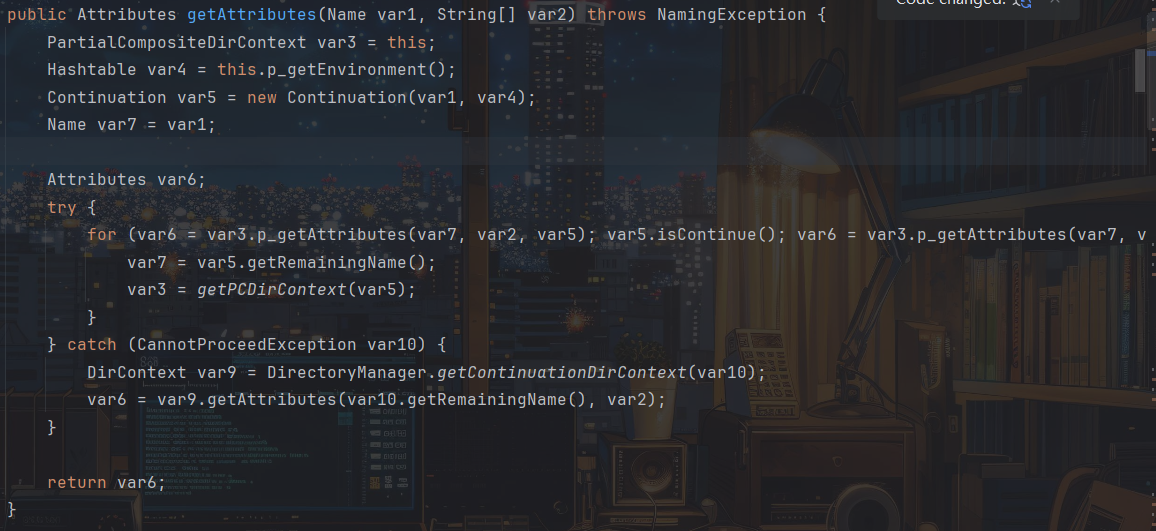 public Attributes getAttributes(Name var1, String[] var2) throws NamingException {
Code changed:
    PartialCompositeDirContext var3 = this;
    Hashtable var4 = this.p_getEnvironment();
    Continuation var5 = new Continuation(var1, var4);
    Name var7 = var1;
    Attributes var6;
    try {
        for (var6 = var3.p_getAttributes(var7, var2, var5); var5.isContinue(); var6 = var3.p_getAttributes(var7, v
            var7 = var5.getRemainingName();
            var3 = getPCDirContext(var5);
        }
    } catch (CannotProceedException var10) {
        DirContext var9 = DirectoryManager.getContinuationDirContext(var10);
        var6 = var9.getAttributes(var10.getRemainingName(), var2);
    }
    return var6;
}